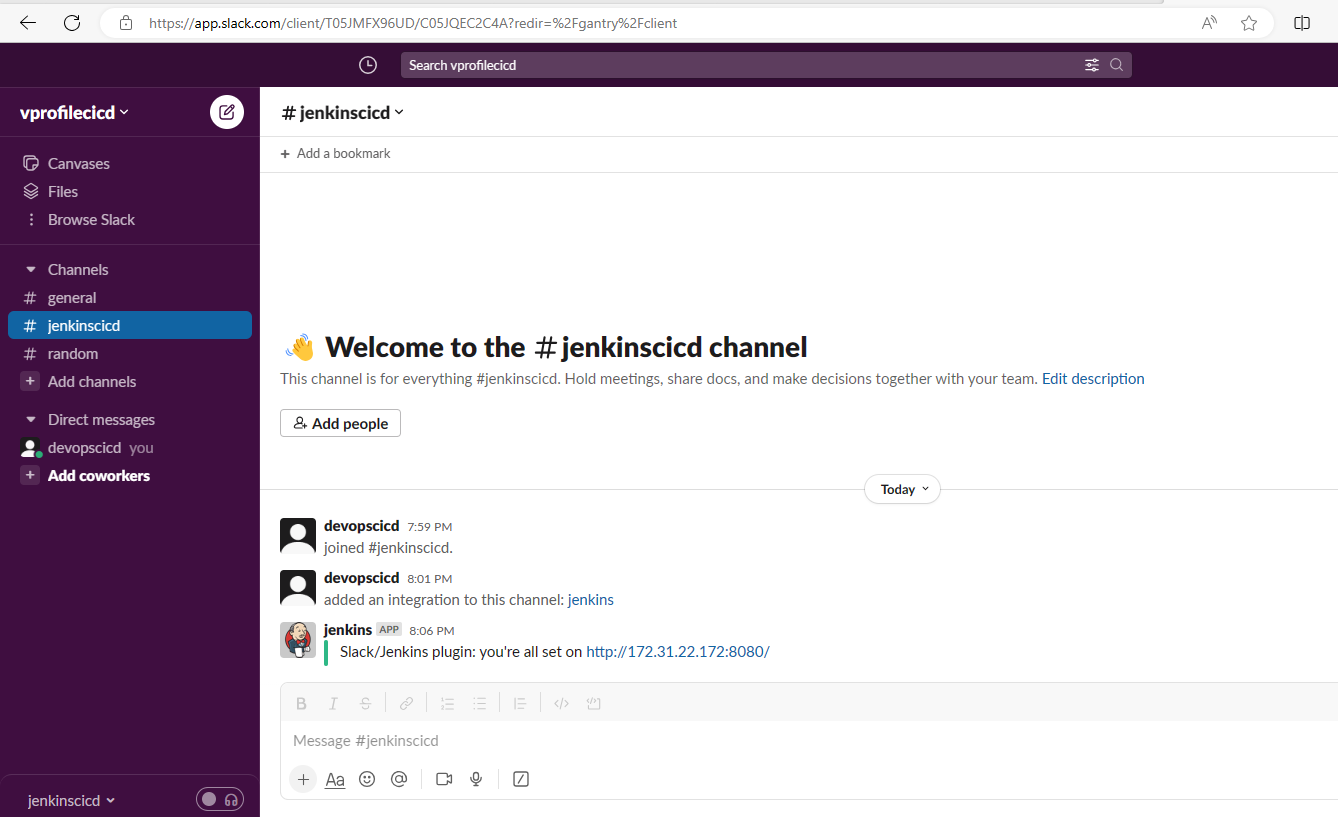 https://app.slack.com/client/T05JMFX96UD/C05JQEC2C4A?redir=%2Fgantry%2Fclient
Search vprofilecicd
vprofilecicd
Canvases
Files
Browse Slack
Channels
# general
# jenkinscicd
# random
+ Add channels
Direct messages
devopscicd you
+ Add coworkers
jenkinscicd
# jenkinscicd
+ Add a bookmark
👋 Welcome to the # jenkinscicd channel
This channel is for everything #jenkinscicd. Hold meetings, share docs, and make decisions together with your team. Edit description
Add people
Today
devopscicd 7:59 PM
joined #jenkinscicd.
devopscicd 8:01 PM
added an integration to this channel: jenkins
jenkins APP 8:06 PM
Slack/Jenkins plugin: you're all set on http://172.31.22.172:8080/
Message #jenkinscicd
Aa